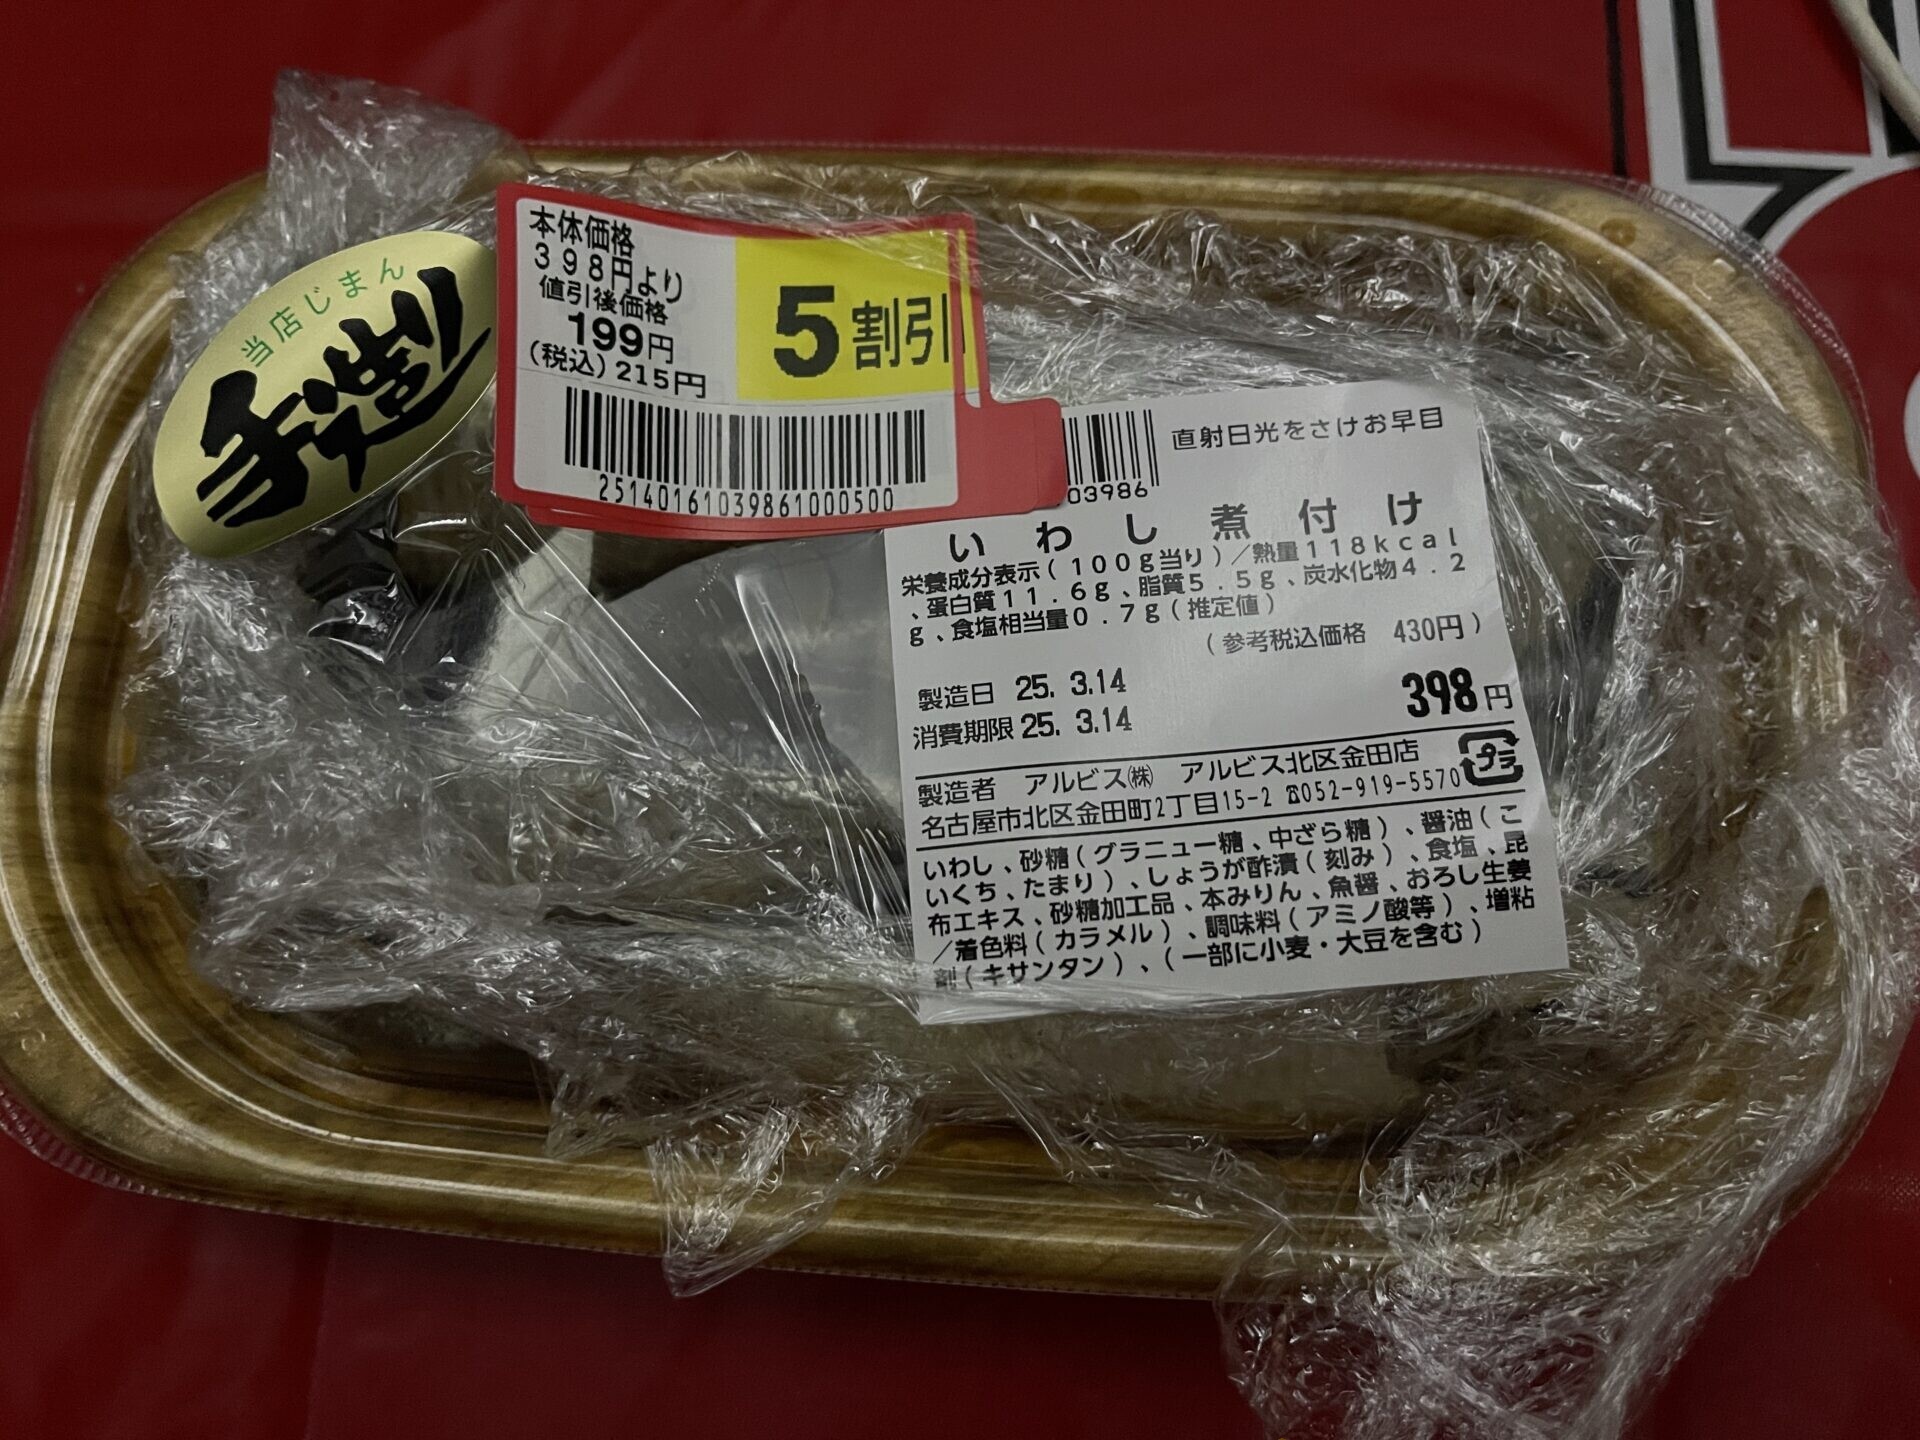 当店じまん
手造り
本体価格
398円より
値引後価格
199円
(税込)215円
5割引
25140161039861000500
03986
直射日光をさけお早目
いわし煮付け
栄養成分表示(100g当り)/熱量118kcal
、蛋白質11.6g、脂質5.5g、炭水化物4.2
g、食塩相当量0.7g(推定値)
(参考税込価格 430円)
製造日 25. 3.14
398円
消費期限 25. 3.14
製造者 アルビス㈱ アルビス北区金田店
プラ
名古屋市北区金田町2丁目15-2 ☎052-919-5570
いわし、砂糖(グラニュー糖、中ざら糖)、醤油(こ
いくち、たまり)、しょうが酢漬(刻み)、食塩、昆
布エキス、砂糖加工品、本みりん、魚醤、おろし生姜
/着色料(カラメル)、調味料(アミノ酸等)、増粘
剤(キサンタン)、(一部に小麦・大豆を含む)